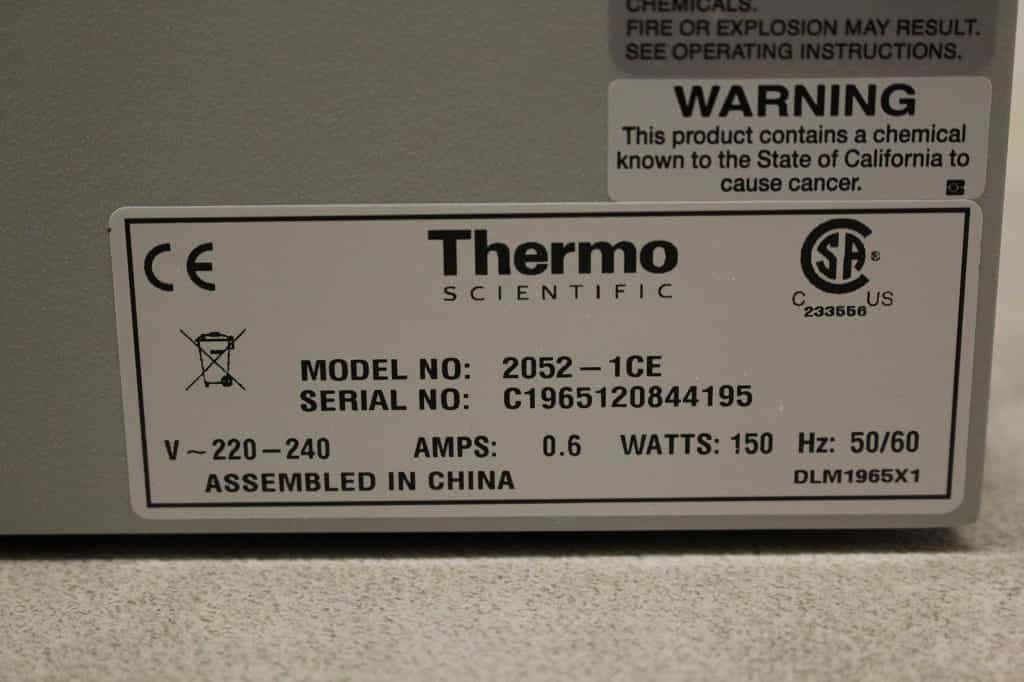 CHEMICALS.
FIRE OR EXPLOSION MAY RESULT.
SEE OPERATING INSTRUCTIONS.
WARNING
This product contains a chemical
known to the State of California to
cause cancer.
CE
Thermo
SCIENTIFIC
SA ®
C US
233556
MODEL NO: 2052-1CE
SERIAL NO: C1965120844195
V~220-240 AMPS: 0.6 WATTS: 150 Hz: 50/60
ASSEMBLED IN CHINA DLM1965X1